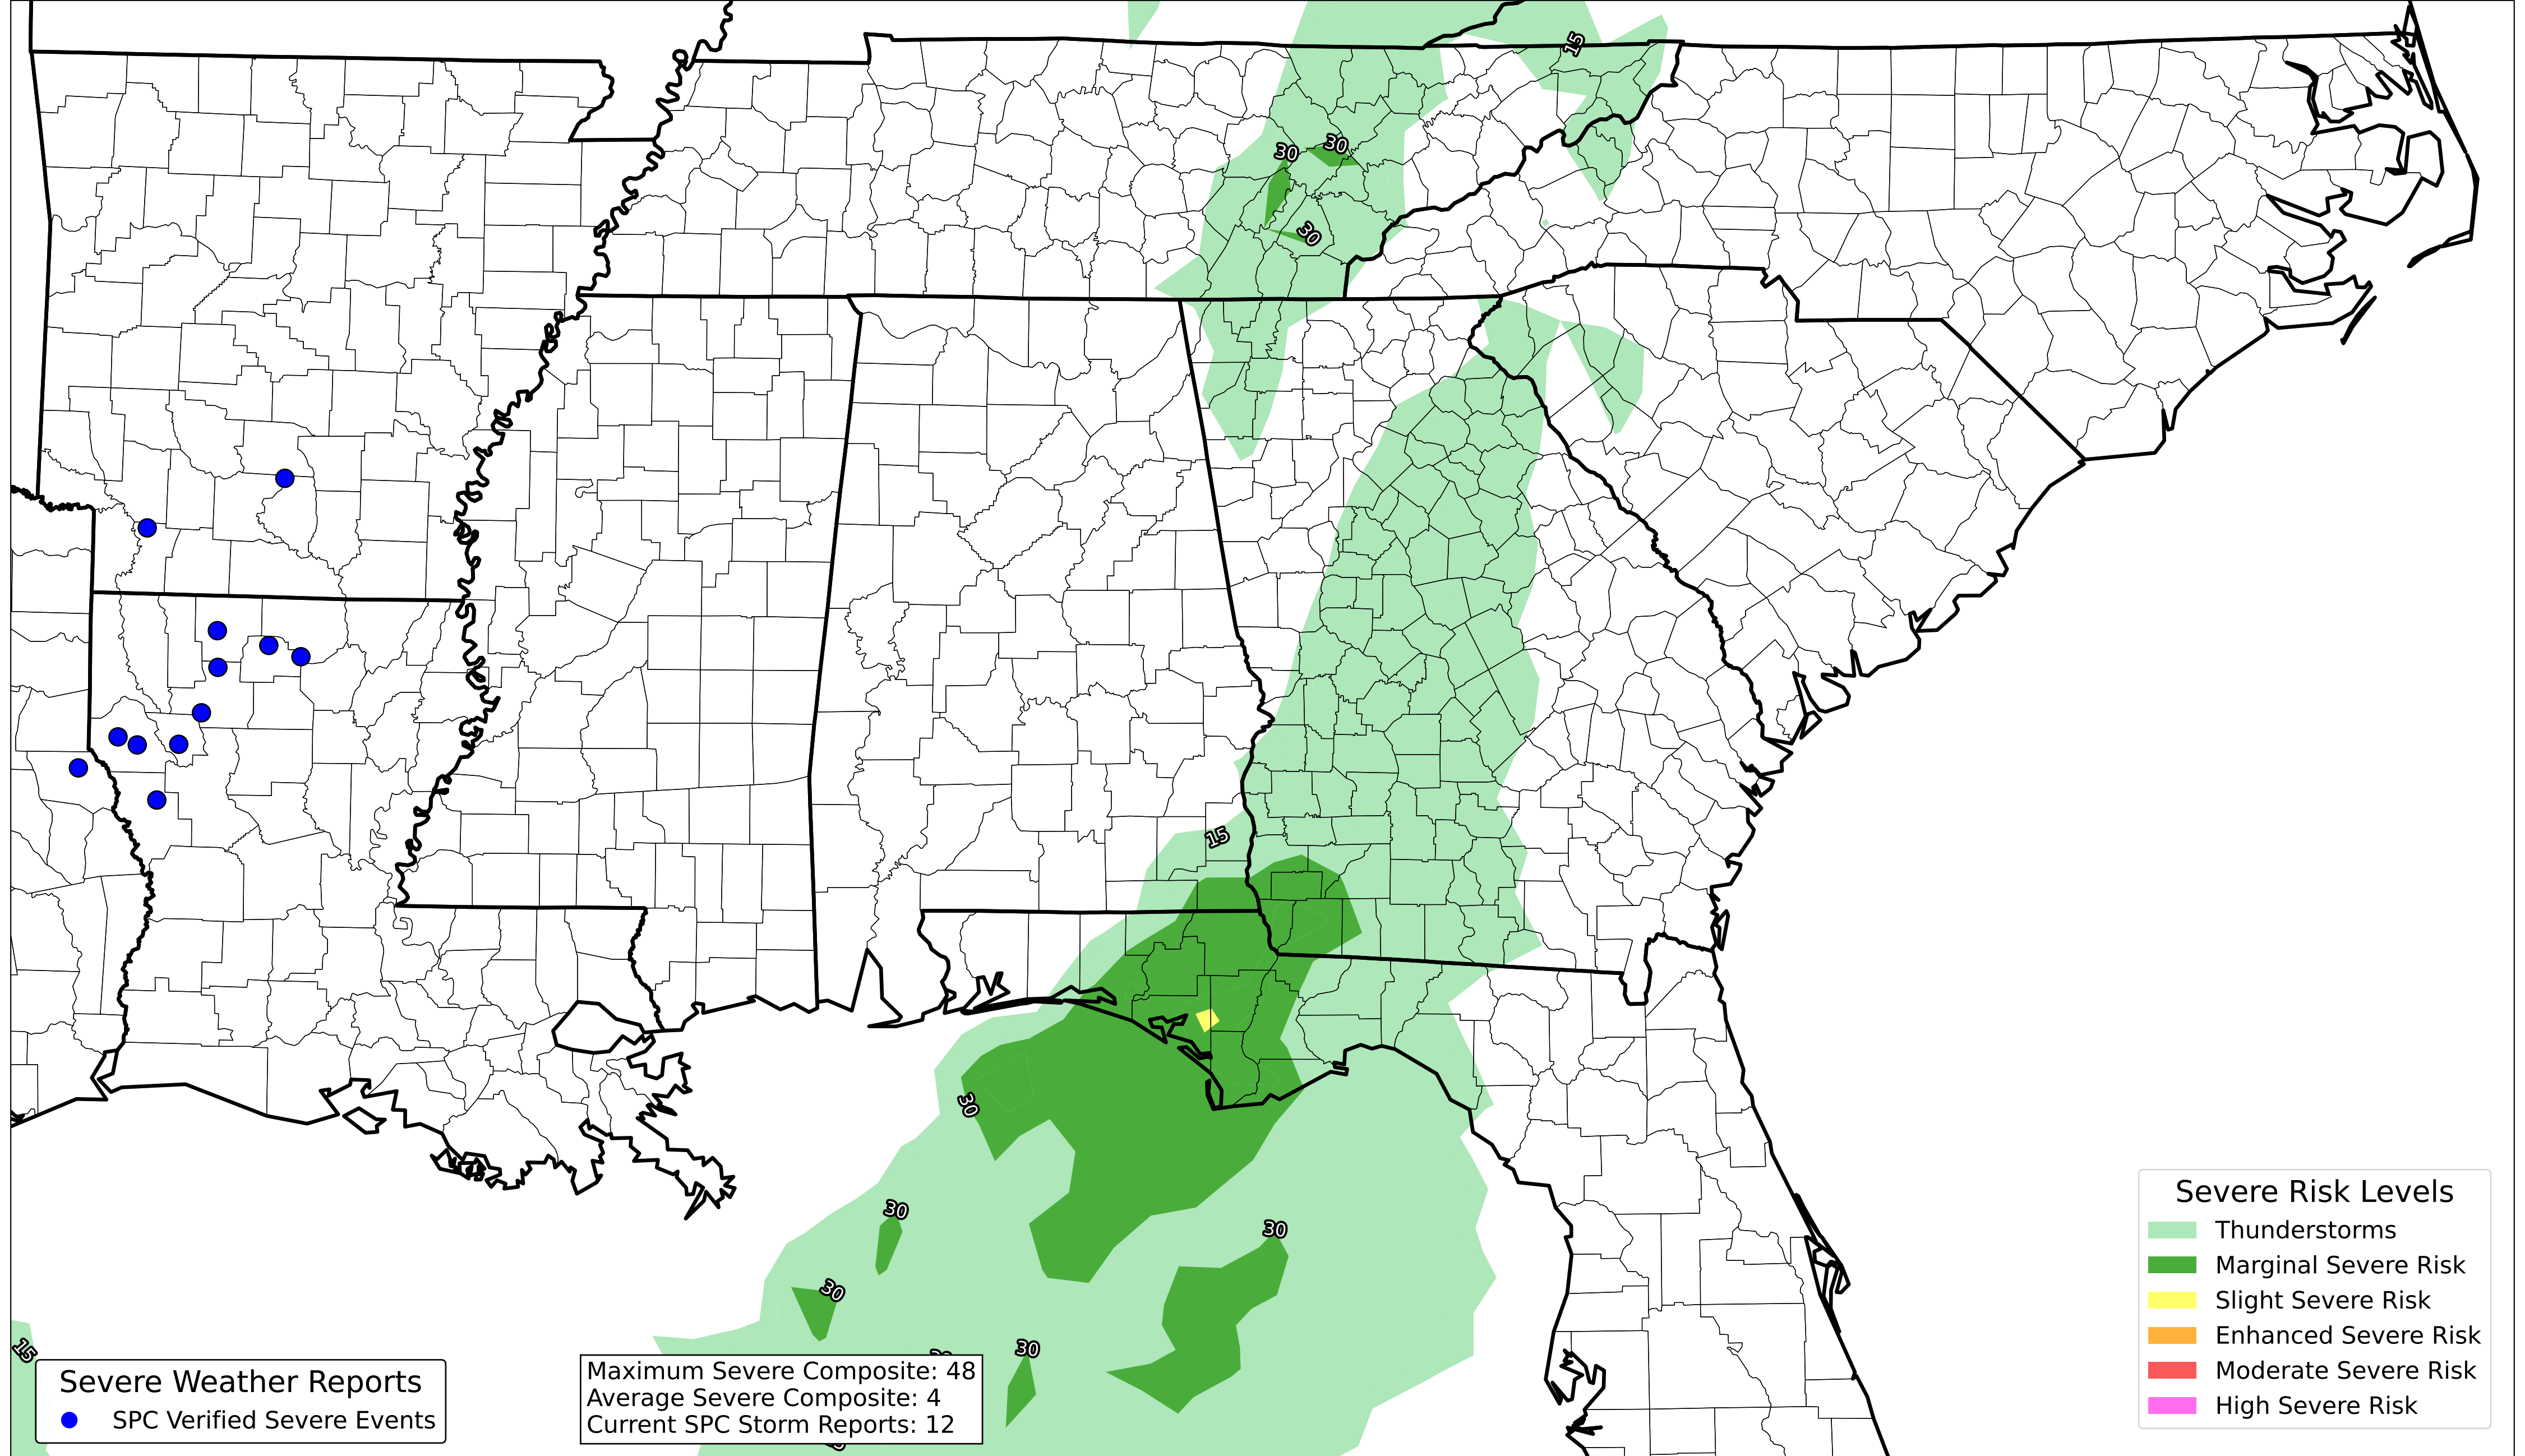 15
30
30
30
15
30
30
30
30
30
15
Severe Weather Reports
SPC Verified Severe Events
Maximum Severe Composite: 48
Average Severe Composite: 4
Current SPC Storm Reports: 12
Severe Risk Levels
Thunderstorms
Marginal Severe Risk
Slight Severe Risk
Enhanced Severe Risk
Moderate Severe Risk
High Severe Risk